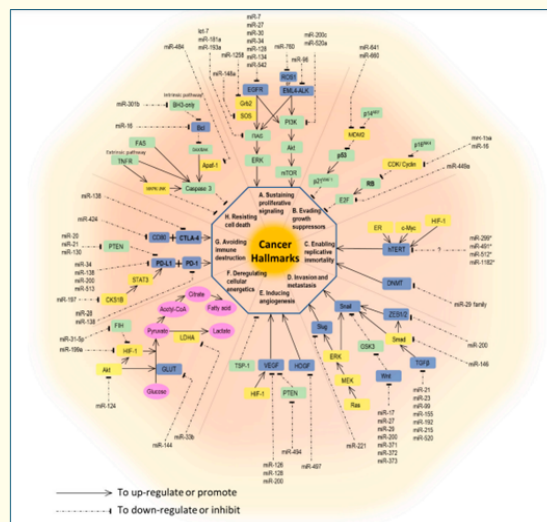 let-7
miR-181a
miR-193a
miR-7
miR-27
miR-30
miR-34
miR-128
miR-134
miR-542
miR-200c
miR-520a
miR-760
miR-96
miR-494
miR-1258
miR-148a
miR-641
miR-660
EGFR
ROS1
EML4-ALK
Grb2
SOS
RAS
ERK
PI3K
Akt
mTOR
MDM2
p53
CDK/ Cyclin
RB
E2F
miR-15a
miR-16
miR-449a
miR-301b
Intrinsic pathway
BH3-only
miR-16
Bcl
FAS
Extrinsic pathway
TNFR
Apaf-1
Caspase 3
A. Sustaining
proliferative
signaling
B. Evading
growth
suppressors
C. Enabling
replicative
immortality
D. Invasion and
metastasis
E. Inducing
angiogenesis
F. Deregulating
cellular
energetics
G. Avoiding
immune
destruction
H. Resisting
cell death
Cancer
Hallmarks
miR-138
miR-424
CD80
CTLA-4
miR-20
miR-21
miR-130
PTEN
miR-34
miR-138
miR-200
miR-513
PD-L1
PD-1
STAT3
miR-197
CKS1B
miR-28
miR-138
ER
c-Myc
HIF-1
hTERT
miR-299*
miR-491*
miR-512*
miR-1182*
DNMT
miR-29 family
Snail
ZEB1/2
miR-200
Slug
Smad
miR-146
GSK3
TGFβ
ERK
MEK
Ras
Wnt
miR-21
miR-23
miR-99
miR-155
miR-192
miR-215
miR-520
miR-17
miR-27
miR-29
miR-200
miR-371
miR-372
miR-373
miR-221
TSP-1
VEGF
HDGF
HIF-1
PTEN
miR-494
miR-497
miR-126
miR-128
miR-200
Citrate
Fatty acid
Acetyl-CoA
Pyruvate
Lactate
LDHA
FIH
miR-31-5p
miR-199a
HIF-1
Akt
GLUT
Glucose
miR-124
miR-144
miR-33b
To up-regulate or promote
To down-regulate or inhibit